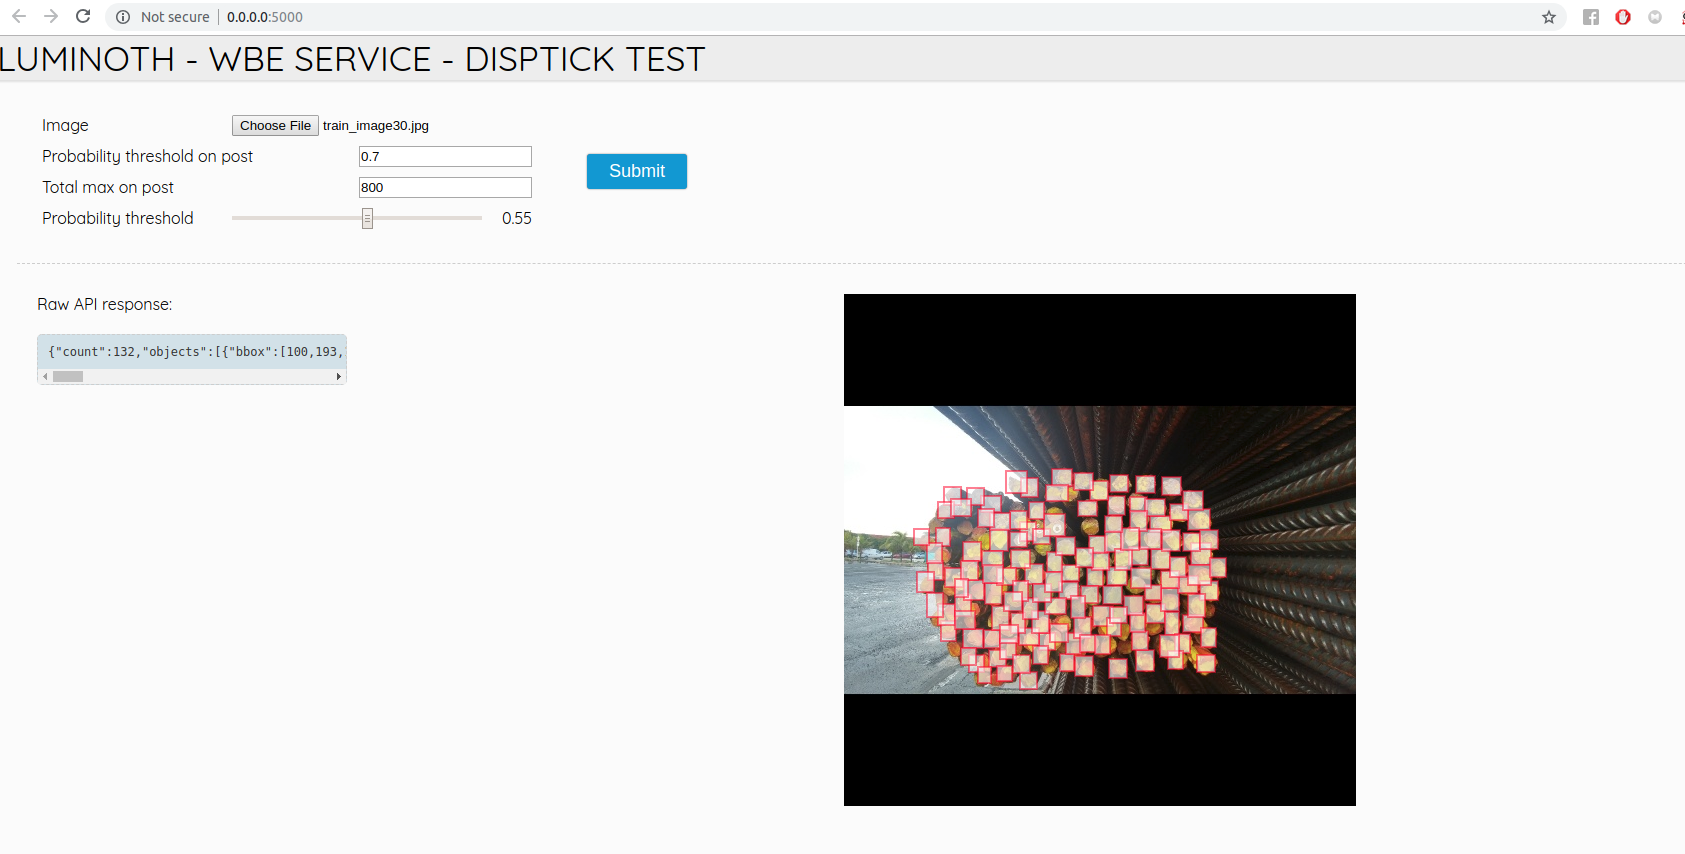 Not secure | 0.0.0.0:5000
LUMINOTH - WBE SERVICE - DISPTICK TEST
Image Choose File train_image30.jpg
Probability threshold on post 0.7
Submit
Total max on post 800
Probability threshold 0.55
Raw API response:
{"count":132,"objects":[{"bbox":[100,193,